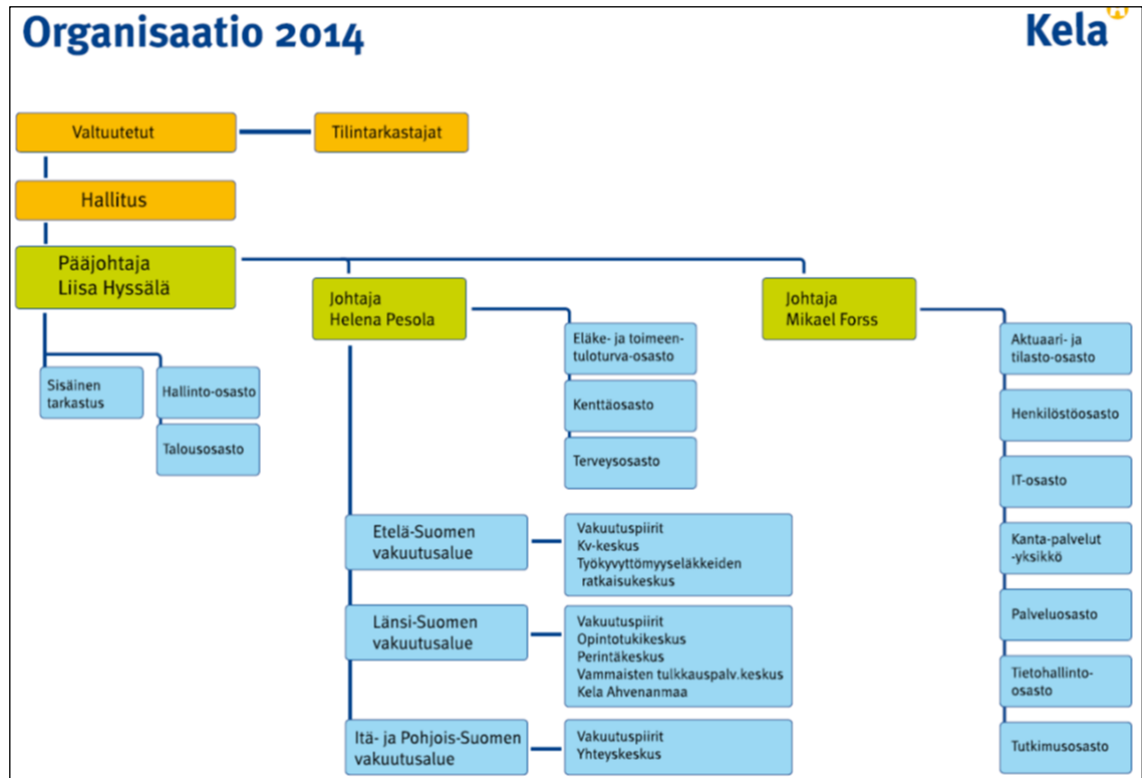 Organisaatio 2014
Kela
Valtuutetut
Tilintarkastajat
Hallitus
Pääjohtaja
Liisa Hyssälä
Johtaja
Helena Pesola
Johtaja
Mikael Forss
Sisäinen
tarkastus
Hallinto-osasto
Talousosasto
Eläke- ja toimeen-
tuloturva-osasto
Kenttäosasto
Terveysosasto
Etelä-Suomen
vakuutusalue
Vakuutuspiirit
Kv-keskus
Työkyvyttömyyseläkkeiden
ratkaisukeskus
Länsi-Suomen
vakuutusalue
Vakuutuspiirit
Opintotukikeskus
Perintäkeskus
Vammaisten tulkkauspalv.keskus
Kela Ahvenanmaa
Itä- ja Pohjois-Suomen
vakuutusalue
Vakuutuspiirit
Yhteyskeskus
Aktuaari- ja
tilasto-osasto
Henkilöstöosasto
IT-osasto
Kanta-palvelut
-yksikkö
Palveluosasto
Tietohallinto-
osasto
Tutkimusosasto